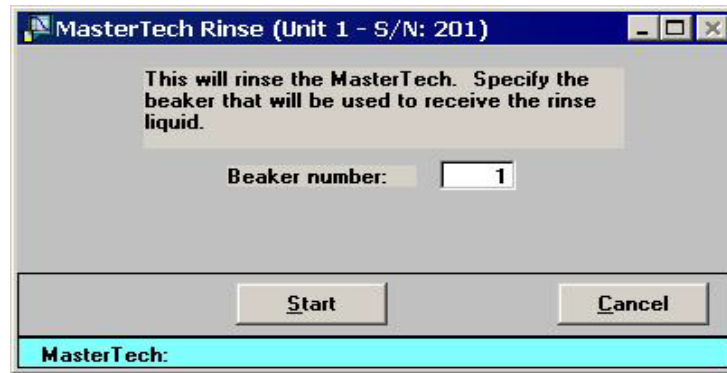 MasterTech Rinse (Unit 1 - S/N: 201)
This will rinse the MasterTech.  Specify the
beaker that will be used to receive the rinse
liquid.
Beaker number: 1
Start Cancel
MasterTech: